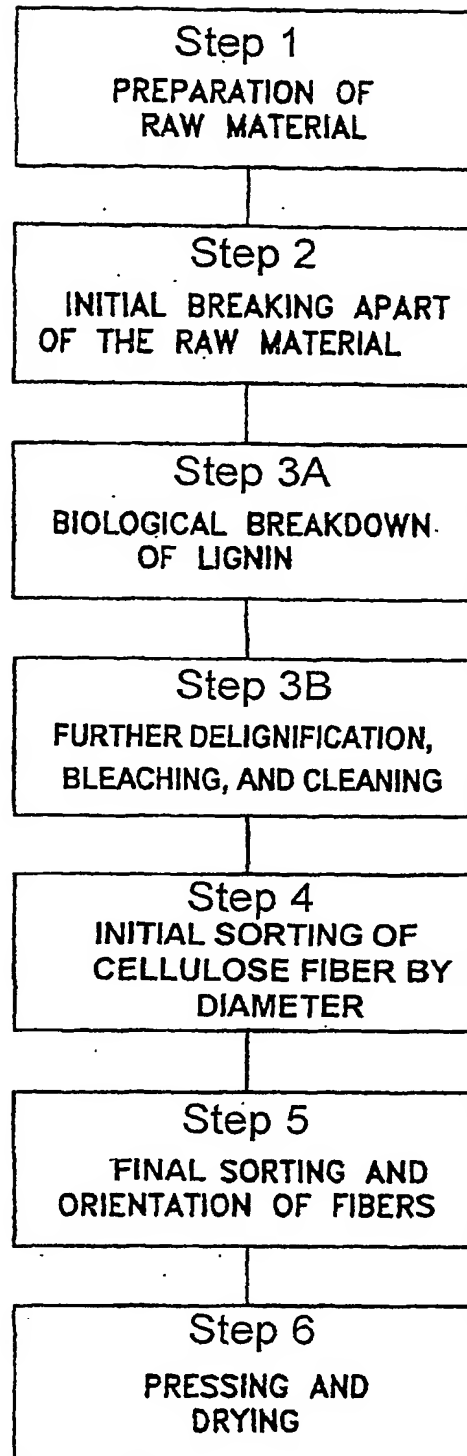 Step 1
PREPARATION OF
RAW MATERIAL
Step 2
INITIAL BREAKING APART
OF THE RAW MATERIAL
Step 3A
BIOLOGICAL BREAKDOWN
OF LIGNIN
Step 3B
FURTHER DELIGNIFICATION,
BLEACHING, AND CLEANING
Step 4
INITIAL SORTING OF
CELLULOSE FIBER BY
DIAMETER
Step 5
FINAL SORTING AND
ORIENTATION OF FIBERS
Step 6
PRESSING AND
DRYING